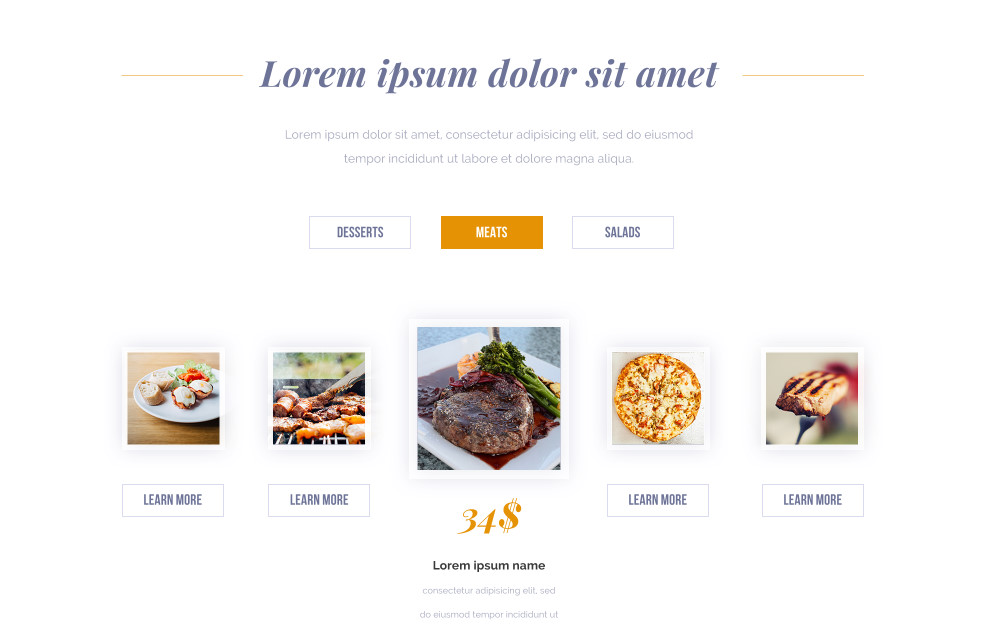 Lorem ipsum dolor sit amet
Lorem ipsum dolor sit amet, consectetur adipisicing elit, sed do eiusmod
tempor incididunt ut labore et dolore magna aliqua.
DESSERTS
MEATS
SALADS
LEARN MORE
LEARN MORE
34$
Lorem ipsum name
consectetur adipisicing elit, sed
do eiusmod tempor incididunt ut
LEARN MORE
LEARN MORE